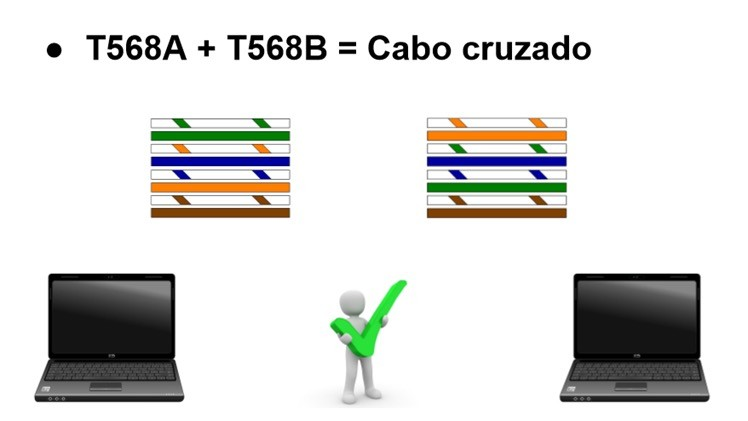 ● T568A + T568B = Cabo cruzado